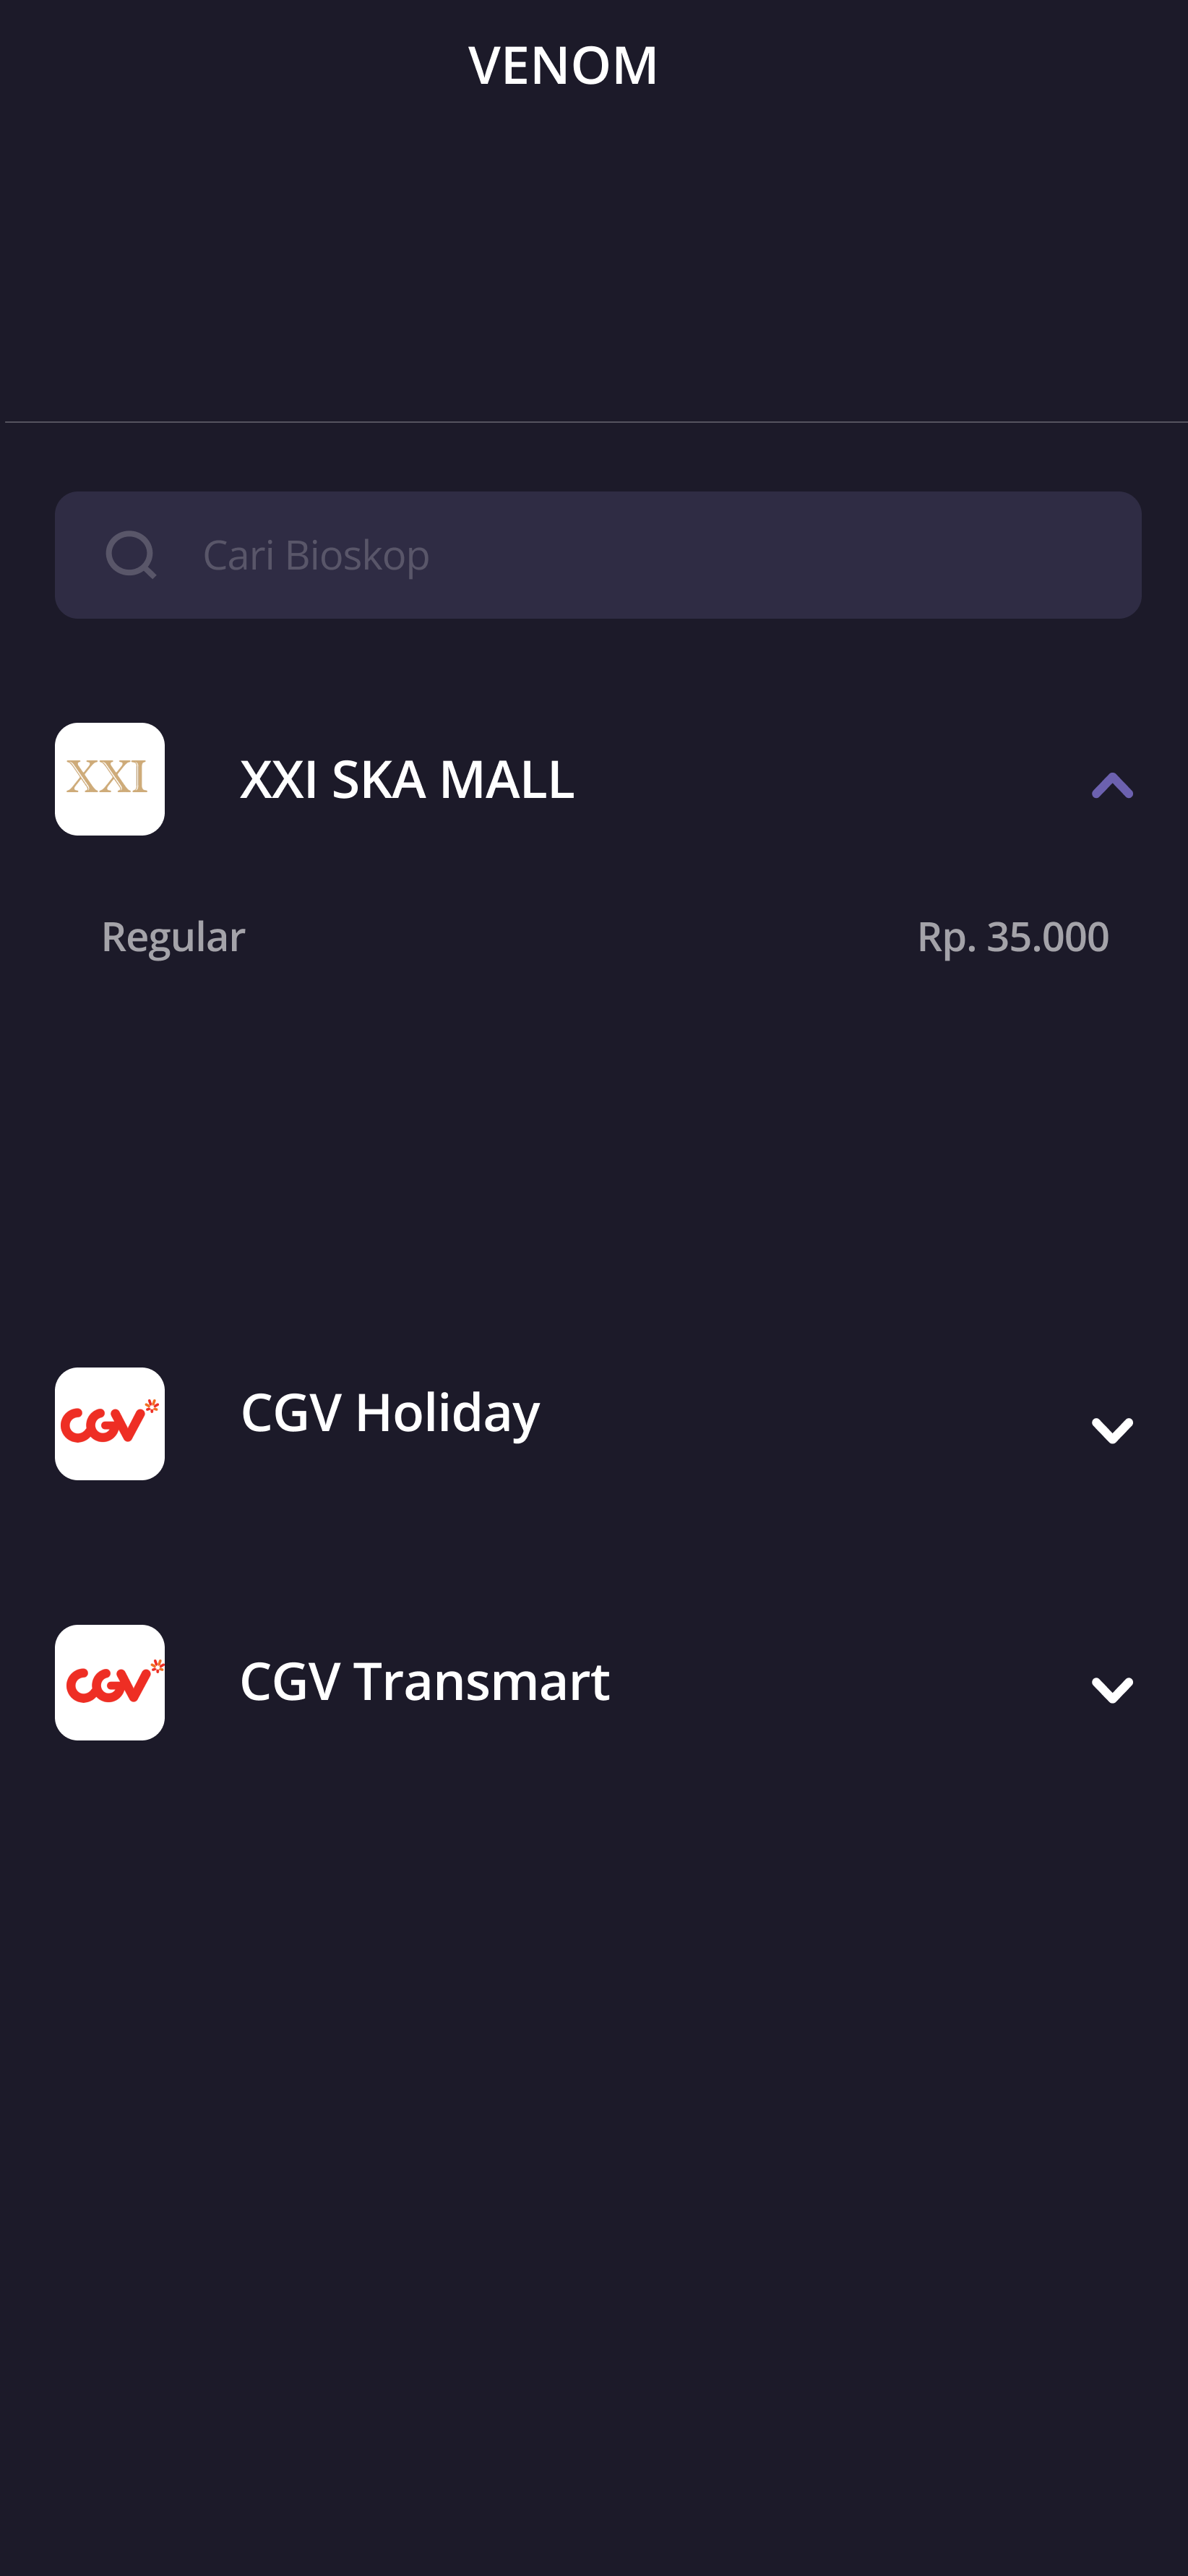 VENOM
Cari Bioskop
XXI XXI SKA MALL
Regular Rp. 35.000
CGV CGV Holiday
CGV CGV Transmart